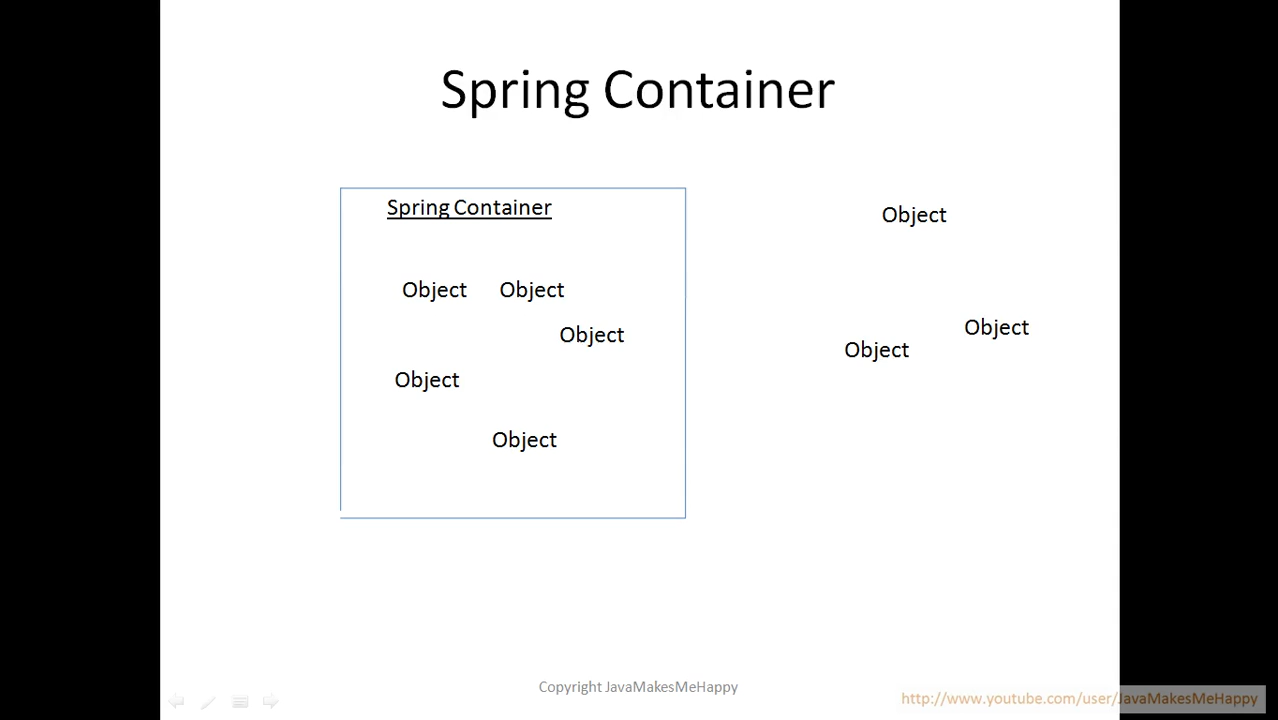 Spring Container
Spring Container
Object
Object Object
Object
Object
Object
Object
Object
Copyright JavaMakesMeHappy
http://www.youtube.com/user/JavaMakesMeHappy